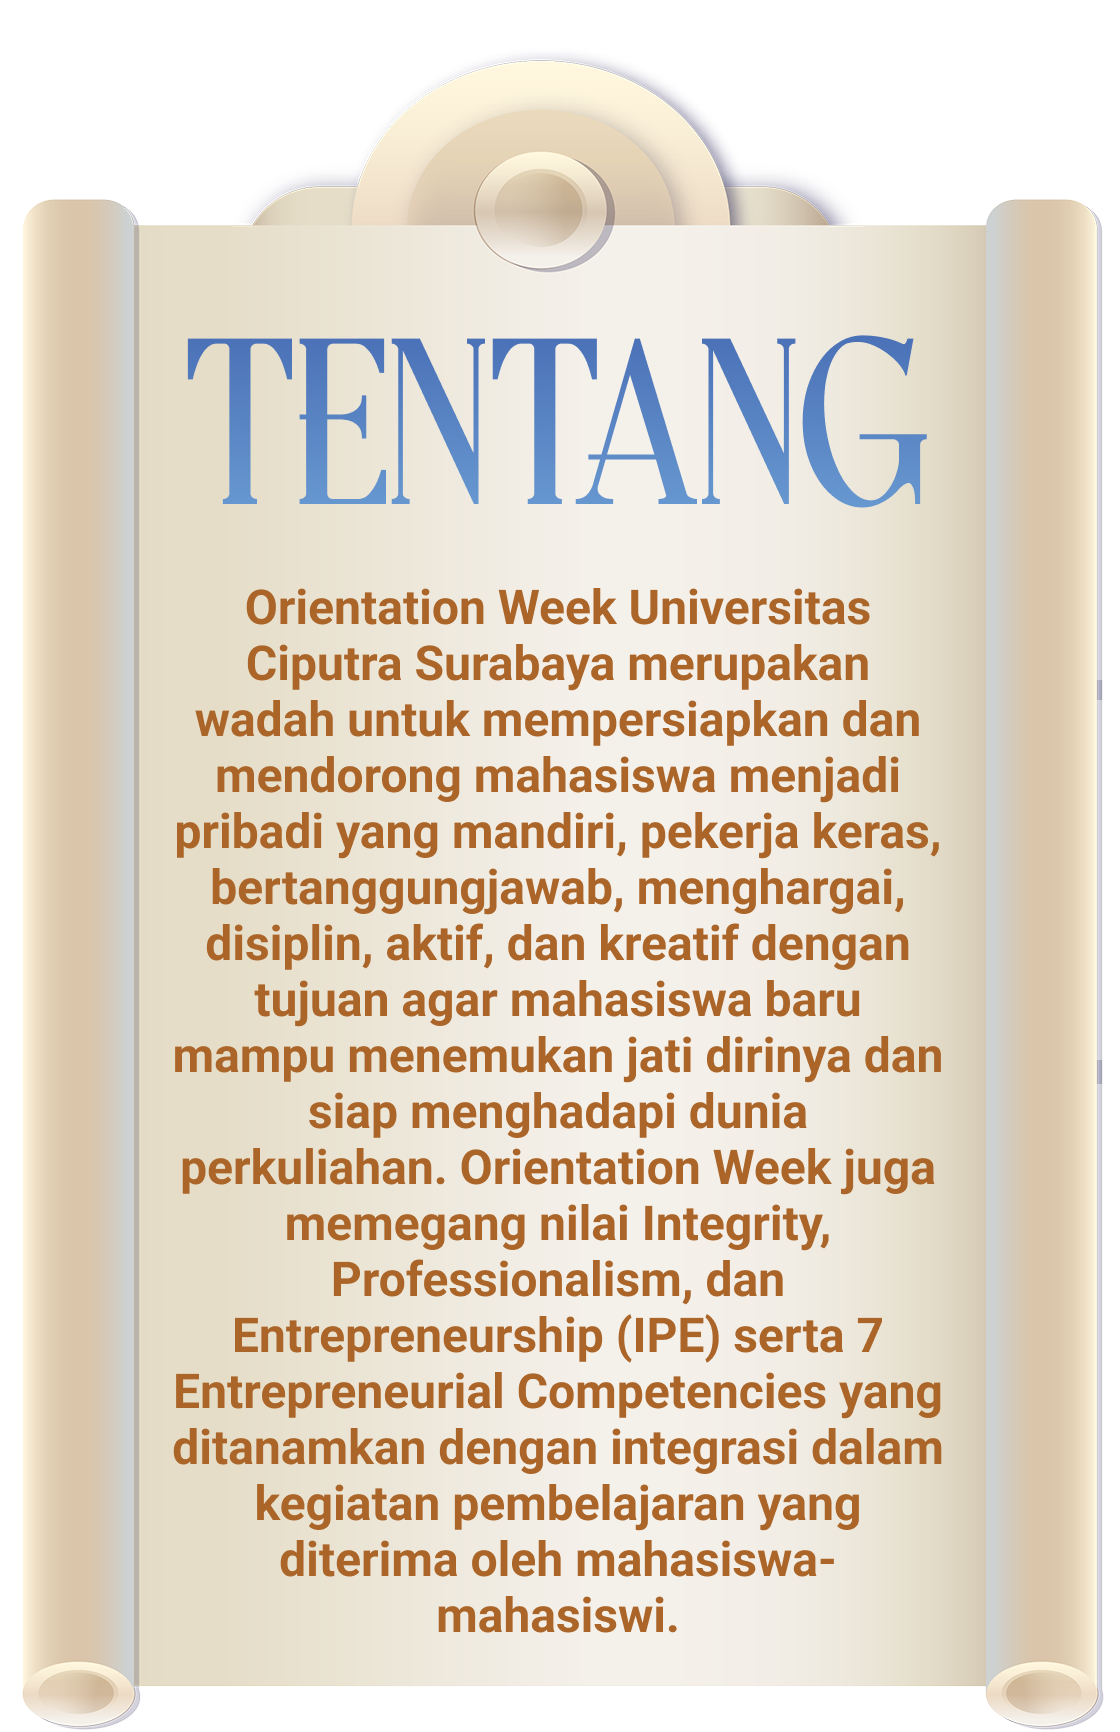 TENTANG
Orientation Week Universitas
Ciputra Surabaya merupakan
wadah untuk mempersiapkan dan
mendorong mahasiswa menjadi
pribadi yang mandiri, pekerja keras,
bertanggungjawab, menghargai,
disiplin, aktif, dan kreatif dengan
tujuan agar mahasiswa baru
mampu menemukan jati dirinya dan
siap menghadapi dunia
perkuliahan. Orientation Week juga
memegang nilai Integrity,
Professionalism, dan
Entrepreneurship (IPE) serta 7
Entrepreneurial Competencies yang
ditanamkan dengan integrasi dalam
kegiatan pembelajaran yang
diterima oleh mahasiswa-
mahasiswi.